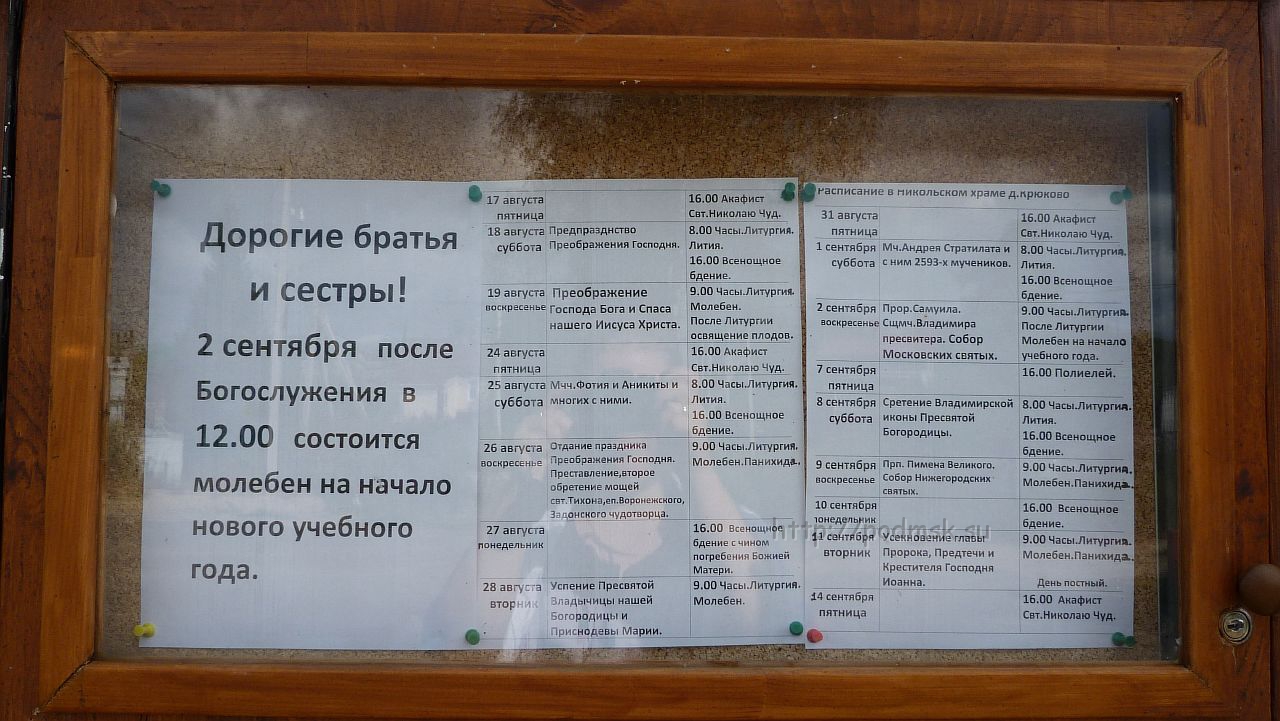 Дорогие братья
и сестры!
2 сентября после
Богослужения в
12.00 состоится
молебен на начало
нового учебного
года.
17 августа 16.00 Акафист
пятница Свт.Николаю Чуд.
18 августа Предпразднство 8.00 Часы.Литургия.
суббота Преображения Господня. Лития.
16.00 Всенощное
бдение.
19 августа Преображение 9.00 Часы.Литургия.
воскресенье Господа Бога и Спаса Молебен.
нашего Иисуса Христа. После Литургии
освящение плодов.
24 августа 16.00 Акафист
пятница Свт.Николаю Чуд.
25 августа Мчч.Фотия и Аникиты и 8.00 Часы.Литургия.
суббота многих с ними. Лития.
16.00 Всенощное
бдение.
26 августа Отдание праздника 9.00 Часы.Литургия.
воскресенье Преображения Господня. Молебен.Панихида.
Преставление,второе
обретение мощей
свт.Тихона,еп.Воронежского,
Задонского чудотворца.
27 августа 16.00 Всенощное
понедельник бдение с чином
погребения Божией
Матери.
28 августа Успение Пресвятой 9.00 Часы.Литургия.
вторник Владычицы нашей Молебен.
Богородицы и
Приснодевы Марии.
Расписание в Никольском храме д.Крюково
31 августа 16.00 Акафист
пятница Свт.Николаю Чуд.
1 сентября Мч.Андрея Стратилата и 8.00 Часы.Литургия.
суббота с ним 2593-х мучеников. Лития.
16.00 Всенощное
бдение.
2 сентября Прор.Самуила. 9.00 Часы.Литургия.
воскресенье Сщмч.Владимира После Литургии
пресвитера. Собор Молебен на начало
Московских святых. учебного года.
7 сентября 16.00 Полиелей.
пятница
8 сентября Сретение Владимирской 8.00 Часы.Литургия.
суббота иконы Пресвятой Лития.
Богородицы. 16.00 Всенощное
бдение.
9 сентября Прп. Пимена Великого. 9.00 Часы.Литургия.
воскресенье Собор Нижегородских Молебен.Панихида.
святых.
10 сентября 16.00 Всенощное
понедельник бдение.
11 сентября Усекновение главы 9.00 Часы.Литургия.
вторник Пророка, Предтечи и Молебен.Панихида.
Крестителя Господня
Иоанна. День постный.
14 сентября 16.00 Акафист
пятница Свт.Николаю Чуд.
http://podmsk.su